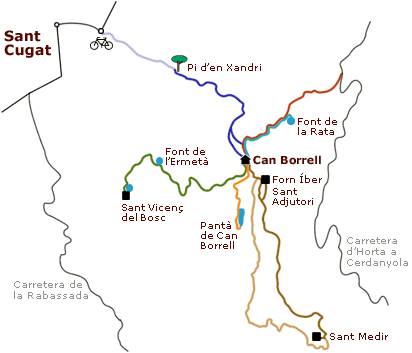 Sant
Cugat
Pi d'en Xandri
Font de
la Rata
Font de
l'Ermetà
Can Borrell
Forn Íber
Sant
Adjutori
Sant Vicenç
del Bosc
Pantà
de Can
Borrell
Carretera
d'Horta a
Cerdanyola
Carretera de
la Rabassada
Sant Medir